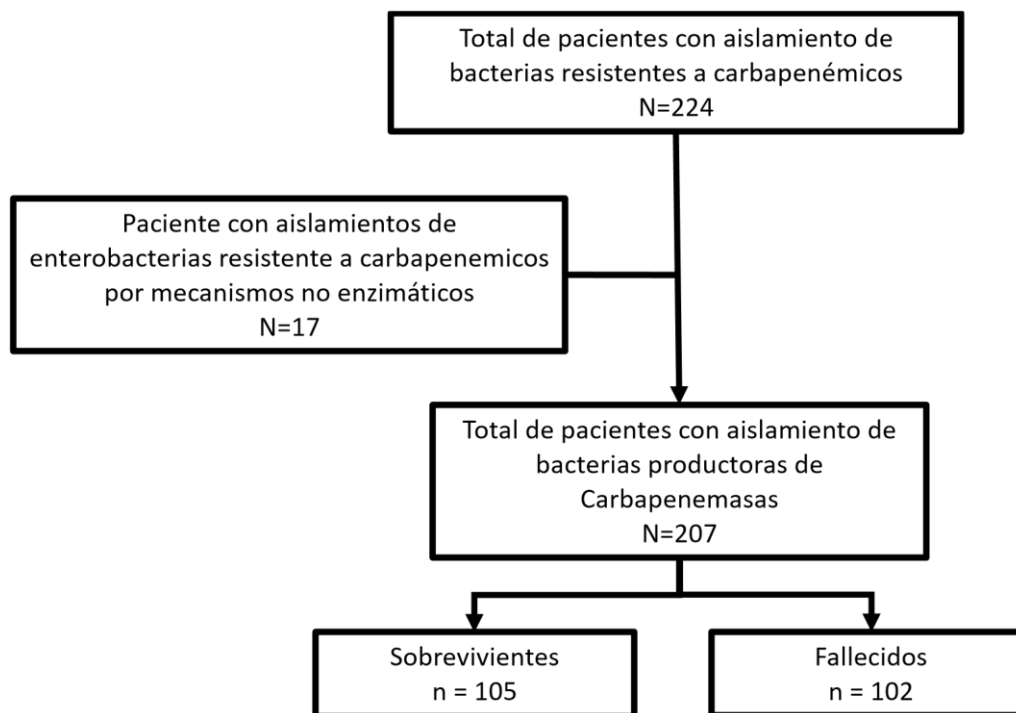 Total de pacientes con aislamiento de
bacterias resistentes a carbapenémicos
N=224
Paciente con aislamientos de
enterobacterias resistente a carbapenemicos
por mecanismos no enzimáticos
N=17
Total de pacientes con aislamiento de
bacterias productoras de
Carbapenemasas
N=207
Sobrevivientes
n = 105
Fallecidos
n = 102